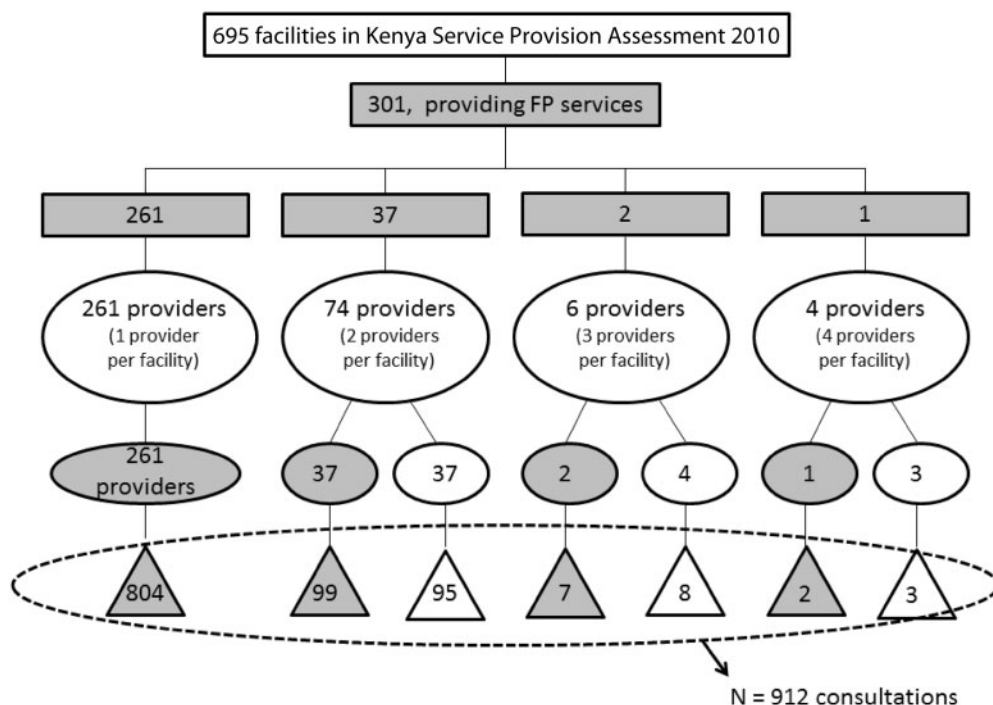 695 facilities in Kenya Service Provision Assessment 2010
301, providing FP services
261
37
2
1
261 providers
(1 provider
per facility)
74 providers
(2 providers
per facility)
6 providers
(3 providers
per facility)
4 providers
(4 providers
per facility)
261
providers
37
37
2
4
1
3
804
99
95
7
8
2
3
N = 912 consultations